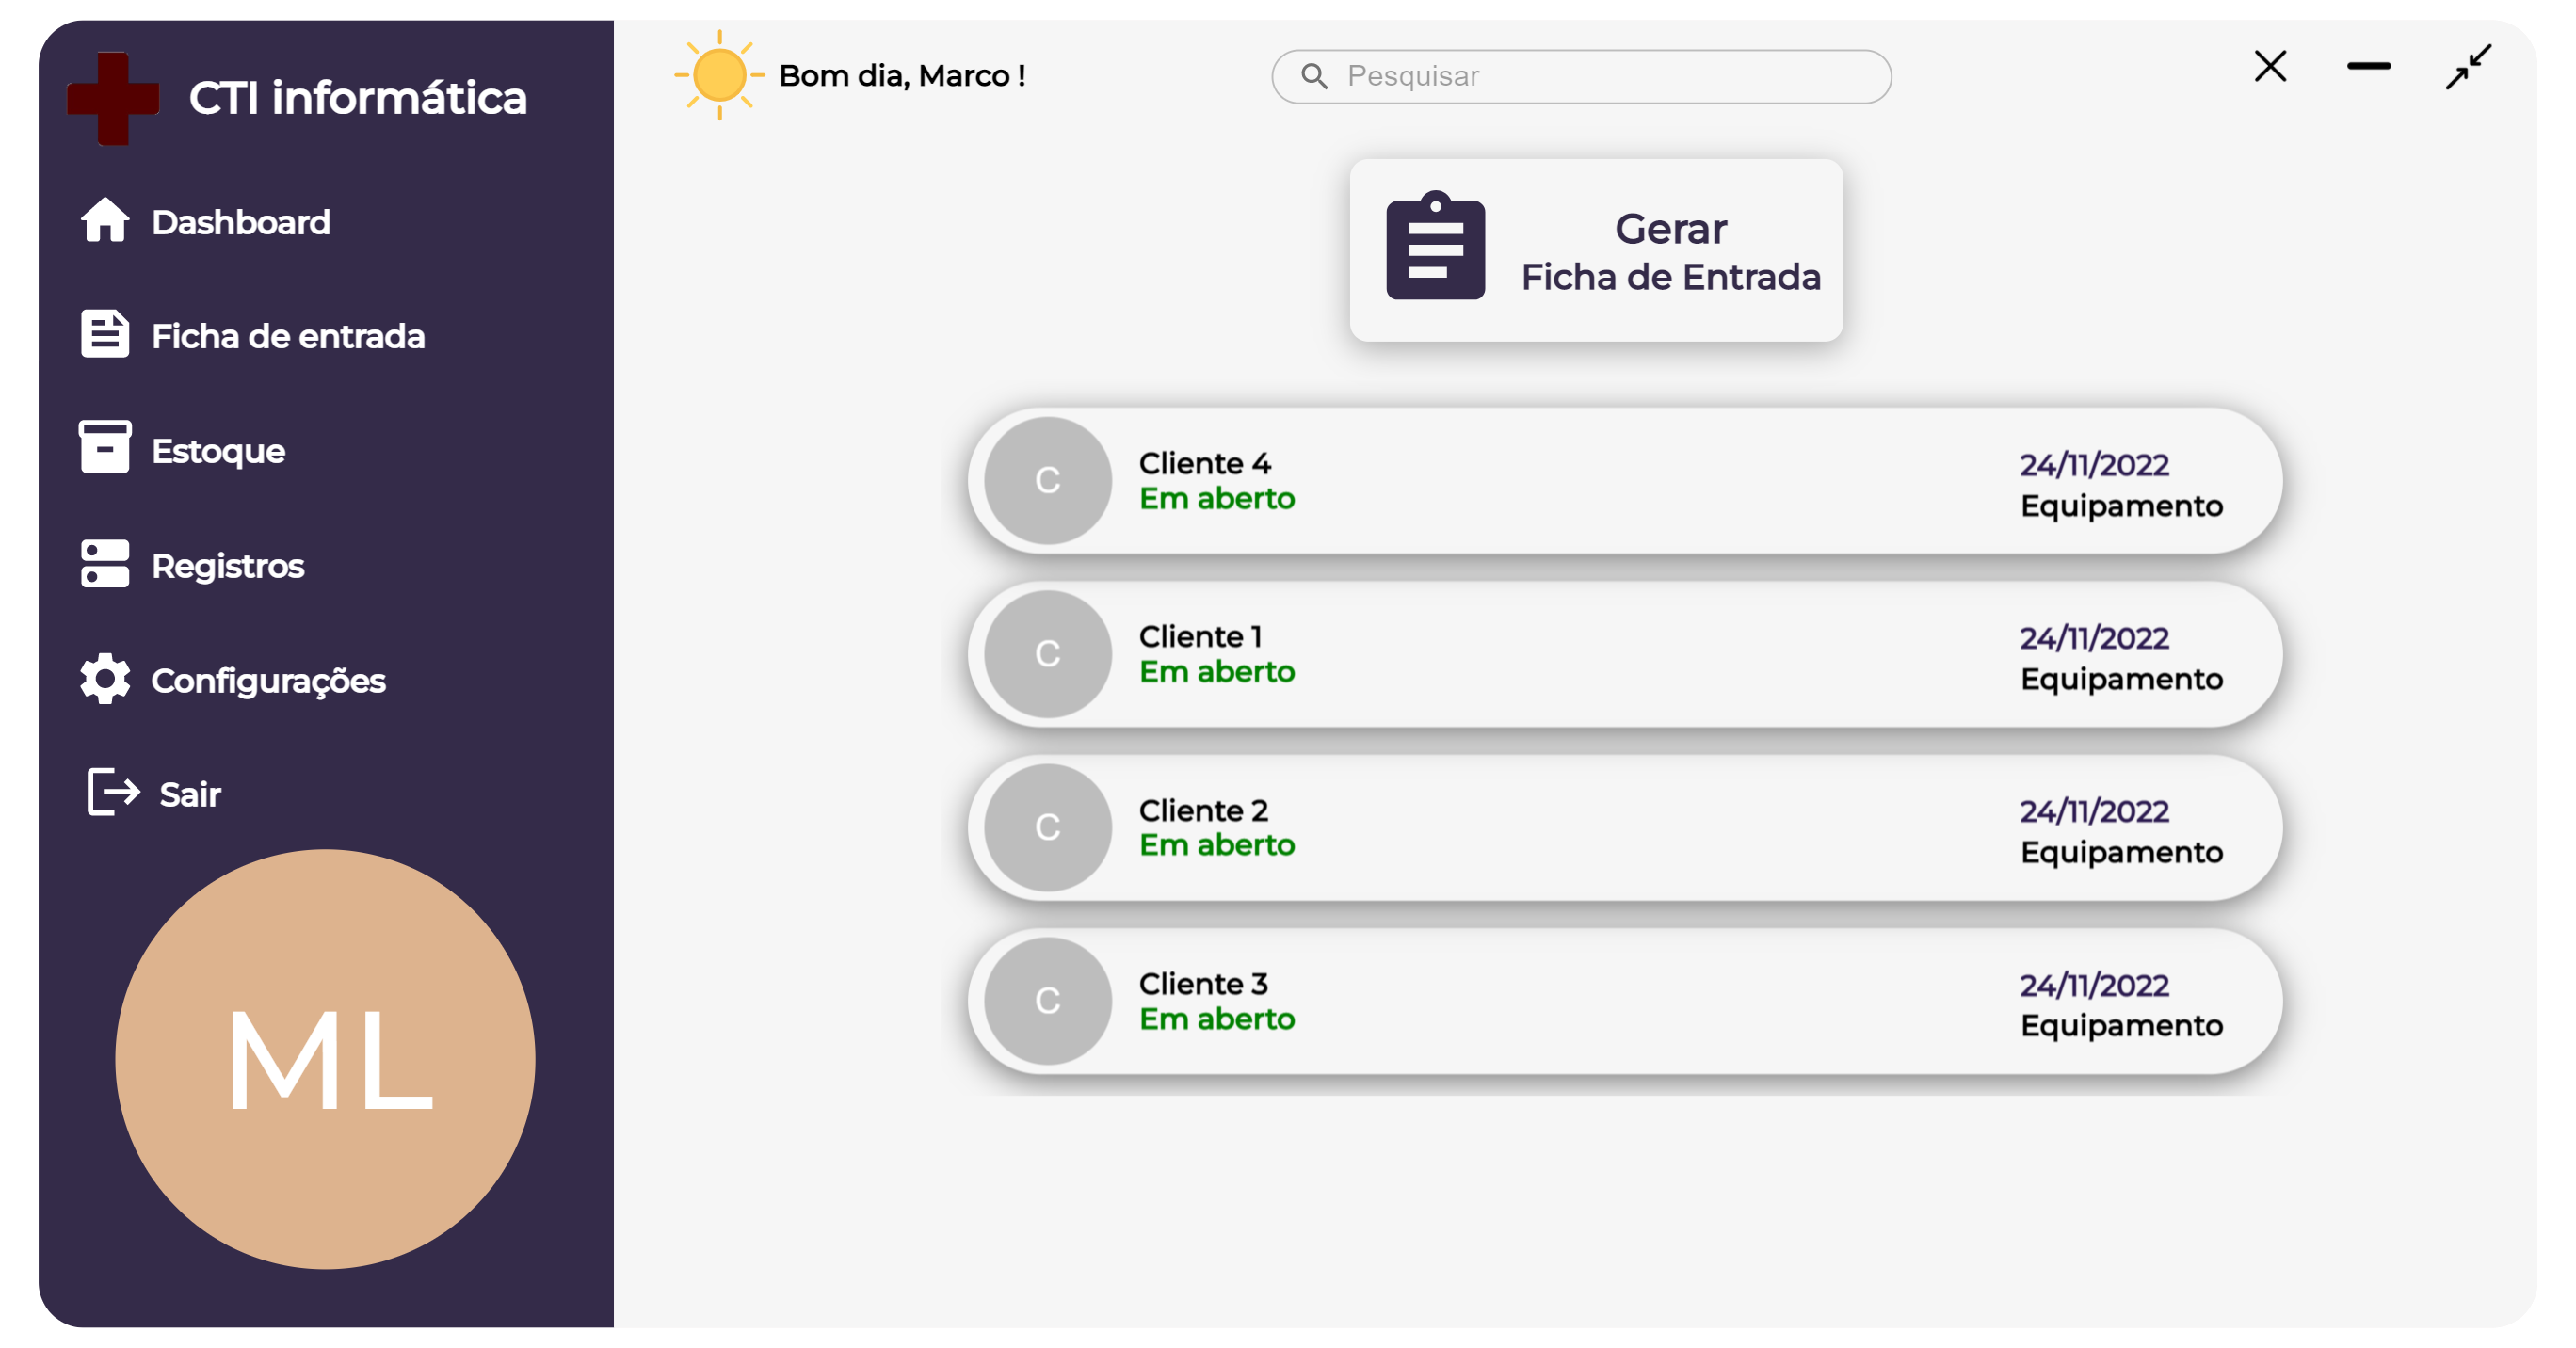 CTI informática
Dashboard
Ficha de entrada
Estoque
Registros
Configurações
Sair
ML
Bom dia, Marco !
Pesquisar
Gerar
Ficha de Entrada
C
Cliente 4
Em aberto
24/11/2022
Equipamento
C
Cliente 1
Em aberto
24/11/2022
Equipamento
C
Cliente 2
Em aberto
24/11/2022
Equipamento
C
Cliente 3
Em aberto
24/11/2022
Equipamento